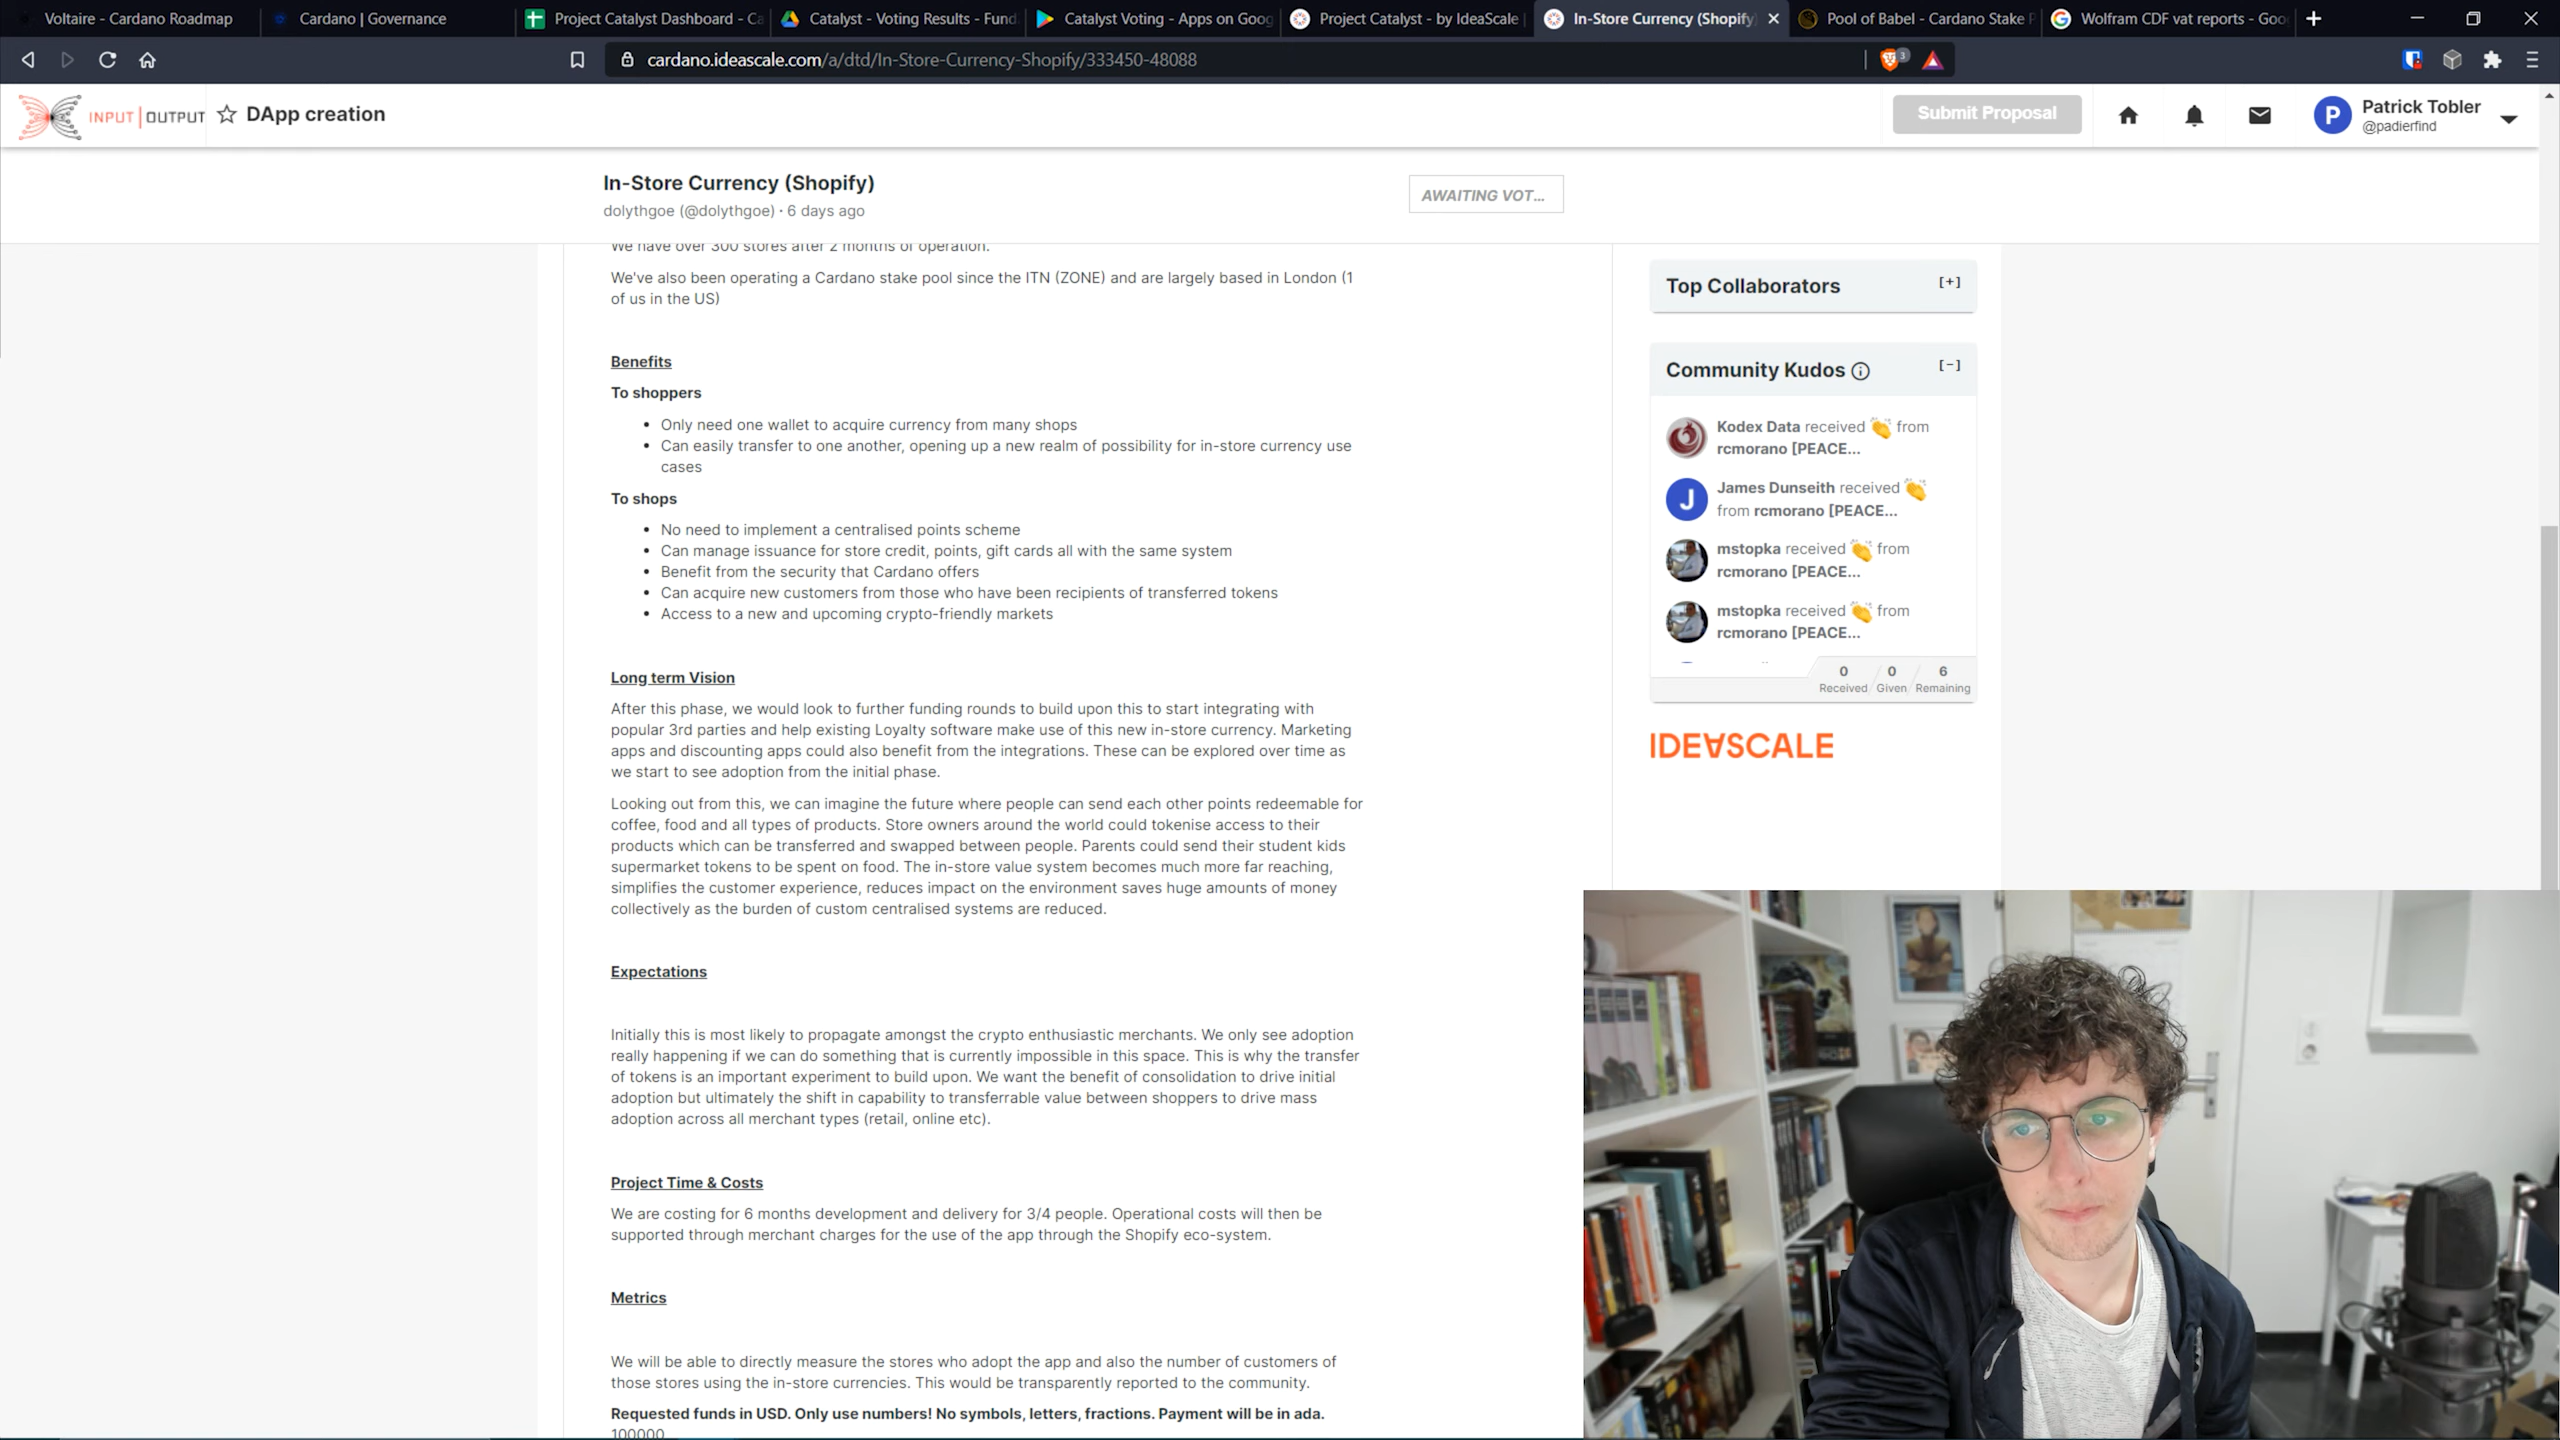 Voltaire - Cardano Roadmap
Cardano | Governance
Project Catalyst Dashboard - Ca
Catalyst - Voting Results - Fund
Catalyst Voting - Apps on Goog
Project Catalyst - by IdeaScale
In-Store Currency (Shopify)
Pool of Babel - Cardano Stake P
Wolfram CDF vat reports - Goo
cardano.ideascale.com/a/dtd/In-Store-Currency-Shopify/333450-48088
3
INPUT | OUTPUT
DApp creation
Submit Proposal
P
Patrick Tobler
@padierfind
In-Store Currency (Shopify)
dolythgoe (@dolythgoe) · 6 days ago
AWAITING VOT...
We have over 300 stores after 2 months of operation.
We've also been operating a Cardano stake pool since the ITN (ZONE) and are largely based in London (1
of us in the US)
Benefits
To shoppers
• Only need one wallet to acquire currency from many shops
• Can easily transfer to one another, opening up a new realm of possibility for in-store currency use
cases
To shops
• No need to implement a centralised points scheme
• Can manage issuance for store credit, points, gift cards all with the same system
• Benefit from the security that Cardano offers
• Can acquire new customers from those who have been recipients of transferred tokens
• Access to a new and upcoming crypto-friendly markets
Long term Vision
After this phase, we would look to further funding rounds to build upon this to start integrating with
popular 3rd parties and help existing Loyalty software make use of this new in-store currency. Marketing
apps and discounting apps could also benefit from the integrations. These can be explored over time as
we start to see adoption from the initial phase.
Looking out from this, we can imagine the future where people can send each other points redeemable for
coffee, food and all types of products. Store owners around the world could tokenise access to their
products which can be transferred and swapped between people. Parents could send their student kids
supermarket tokens to be spent on food. The in-store value system becomes much more far reaching,
simplifies the customer experience, reduces impact on the environment saves huge amounts of money
collectively as the burden of custom centralised systems are reduced.
Expectations
Initially this is most likely to propagate amongst the crypto enthusiastic merchants. We only see adoption
really happening if we can do something that is currently impossible in this space. This is why the transfer
of tokens is an important experiment to build upon. We want the benefit of consolidation to drive initial
adoption but ultimately the shift in capability to transferrable value between shoppers to drive mass
adoption across all merchant types (retail, online etc).
Project Time & Costs
We are costing for 6 months development and delivery for 3/4 people. Operational costs will then be
supported through merchant charges for the use of the app through the Shopify eco-system.
Metrics
We will be able to directly measure the stores who adopt the app and also the number of customers of
those stores using the in-store currencies. This would be transparently reported to the community.
Requested funds in USD. Only use numbers! No symbols, letters, fractions. Payment will be in ada.
100000
Top Collaborators
[+]
Community Kudos
[-]
Kodex Data received 👏 from
rcmorano [PEACE...
J
James Dunseith received 👏
from rcmorano [PEACE...
mstopka received 👏 from
rcmorano [PEACE...
mstopka received 👏 from
rcmorano [PEACE...
0 0 6
Received Given Remaining
IDEASCALE